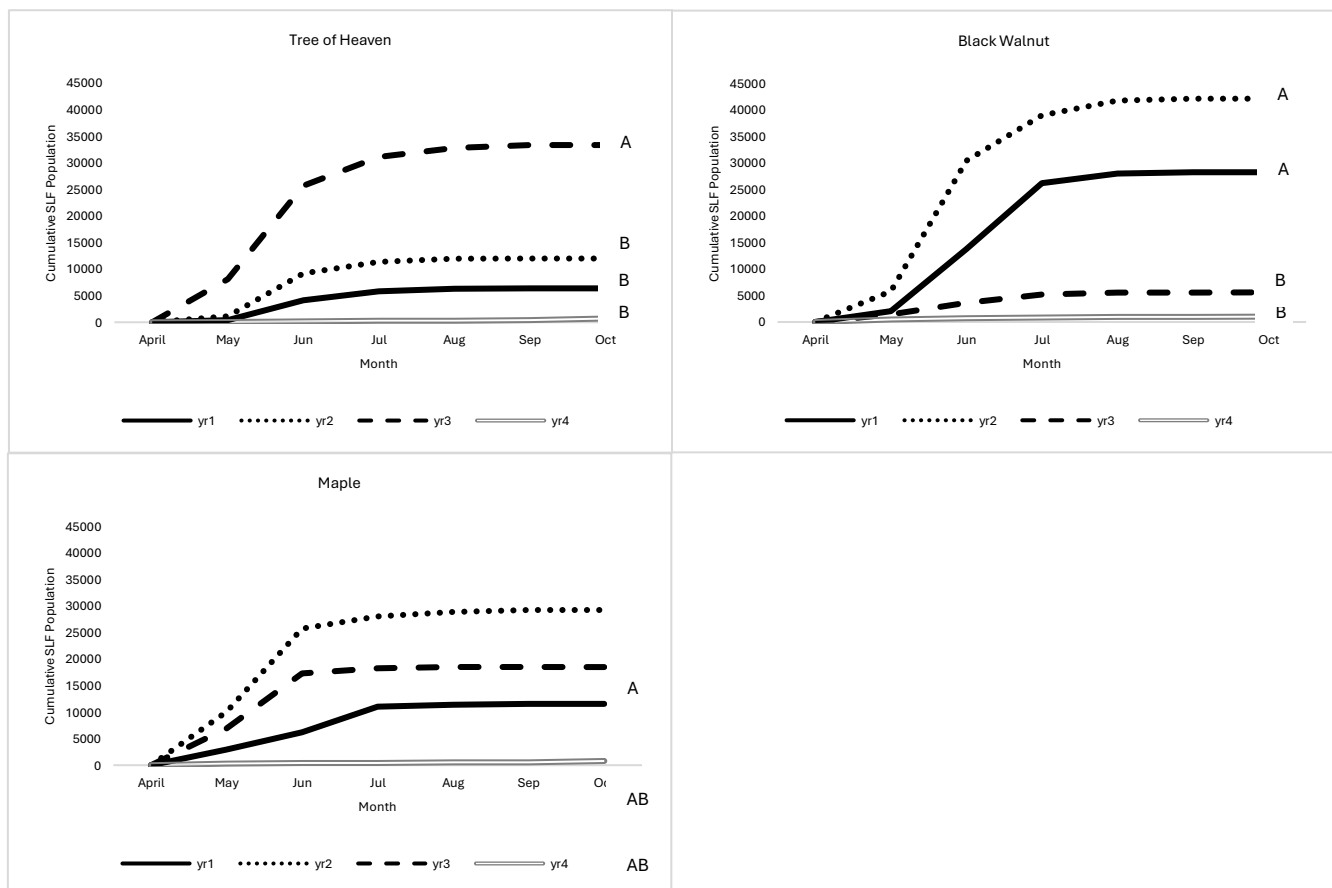 Tree of Heaven
45000
40000
35000
30000
25000
20000
15000
10000
5000
0
Cumulative SLF Population
A
B
B
B
April May Jun Jul Aug Sep Oct
Month
yr1 yr2 yr3 yr4
Black Walnut
45000
40000
35000
30000
25000
20000
15000
10000
5000
0
Cumulative SLF Population
A
A
B
B
April May Jun Jul Aug Sep Oct
Month
yr1 yr2 yr3 yr4
Maple
45000
40000
35000
30000
25000
20000
15000
10000
5000
0
Cumulative SLF Population
A
April May Jun Jul Aug Sep
Month
AB
yr1 yr2 yr3 yr4
AB